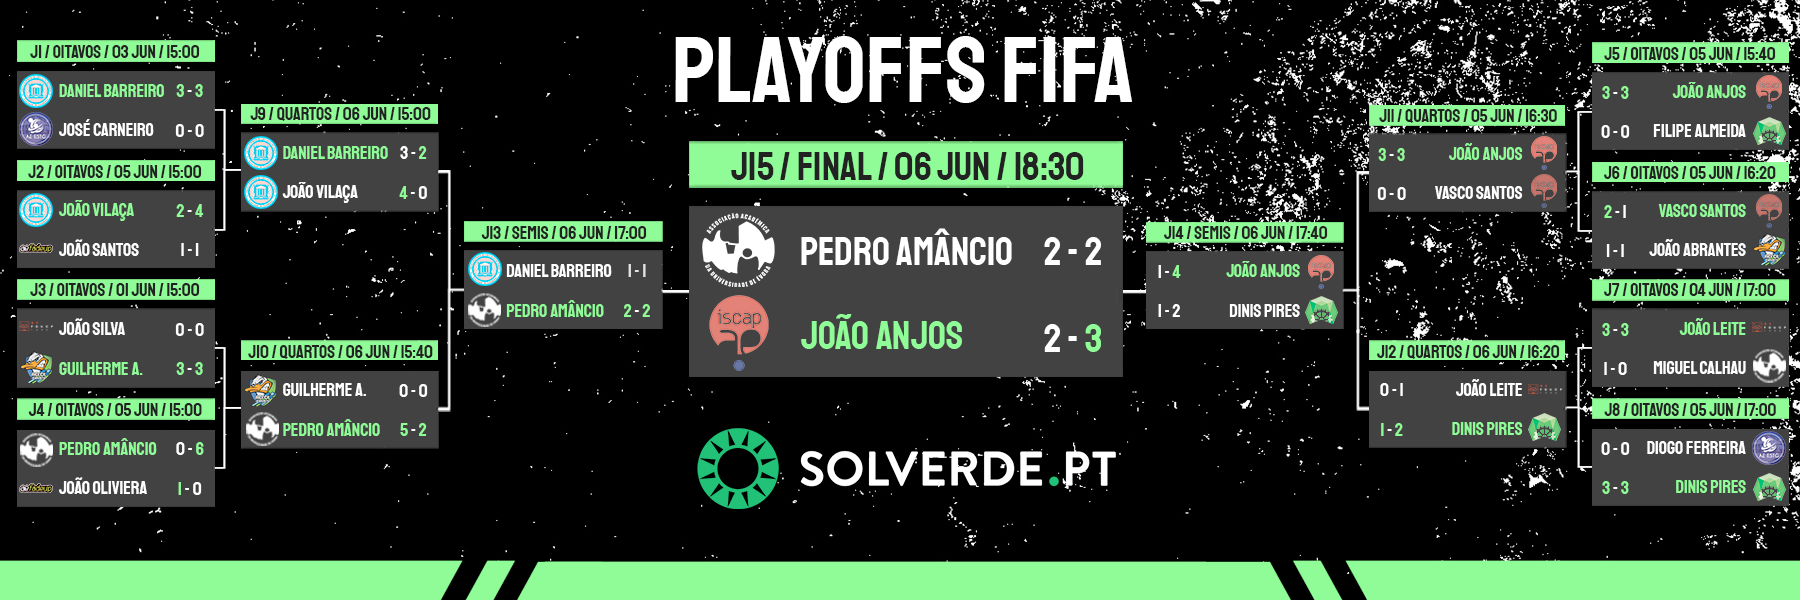 PLAYOFFS FIFA
J1 / OITAVOS / 03 JUN / 15:00
DANIEL BARREIRO 3 - 3
JOSÉ CARNEIRO 0 - 0
J2 / OITAVOS / 05 JUN / 15:00
JOÃO VILAÇA 2 - 4
JOÃO SANTOS 1 - 1
J3 / OITAVOS / 01 JUN / 15:00
JOÃO SILVA 0 - 0
GUILHERME A. 3 - 3
J4 / OITAVOS / 05 JUN / 15:00
PEDRO AMÂNCIO 0 - 6
JOÃO OLIVIERA 1 - 0
J9 / QUARTOS / 06 JUN / 15:00
DANIEL BARREIRO 3 - 2
JOÃO VILAÇA 4 - 0
J10 / QUARTOS / 06 JUN / 15:40
GUILHERME A. 0 - 0
PEDRO AMÂNCIO 5 - 2
J13 / SEMIS / 06 JUN / 17:00
DANIEL BARREIRO 1 - 1
PEDRO AMÂNCIO 2 - 2
J15 / FINAL / 06 JUN / 18:30
ASSOCIAÇÃO ACADÉMICA
DA UNIVERSIDADE DE ÉVORA
PEDRO AMÂNCIO 2 - 2
iscap
JOÃO ANJOS 2 - 3
SOLVERDE.PT
J14 / SEMIS / 06 JUN / 17:40
1 - 4 JOÃO ANJOS
1 - 2 DINIS PIRES
J11 / QUARTOS / 05 JUN / 16:30
3 - 3 JOÃO ANJOS
0 - 0 VASCO SANTOS
J12 / QUARTOS / 06 JUN / 16:20
0 - 1 JOÃO LEITE
1 - 2 DINIS PIRES
J5 / OITAVOS / 05 JUN / 15:40
3 - 3 JOÃO ANJOS
0 - 0 FILIPE ALMEIDA
J6 / OITAVOS / 05 JUN / 16:20
2 - 1 VASCO SANTOS
1 - 1 JOÃO ABRANTES
J7 / OITAVOS / 04 JUN / 17:00
3 - 3 JOÃO LEITE
1 - 0 MIGUEL CALHAU
J8 / OITAVOS / 05 JUN / 17:00
0 - 0 DIOGO FERREIRA
3 - 3 DINIS PIRES